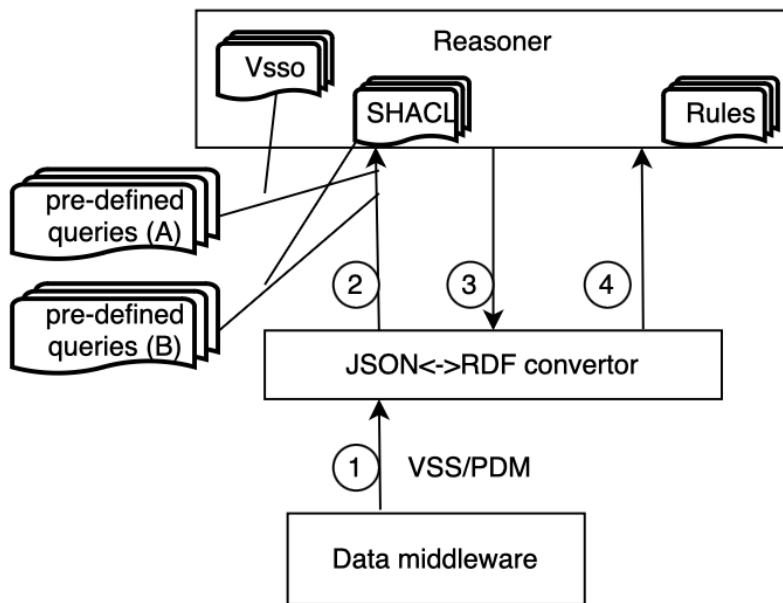 Reasoner
Vsso
SHACL
Rules
pre-defined
queries (A)
pre-defined
queries (B)
2
3
4
JSON<->RDF convertor
1
VSS/PDM
Data middleware